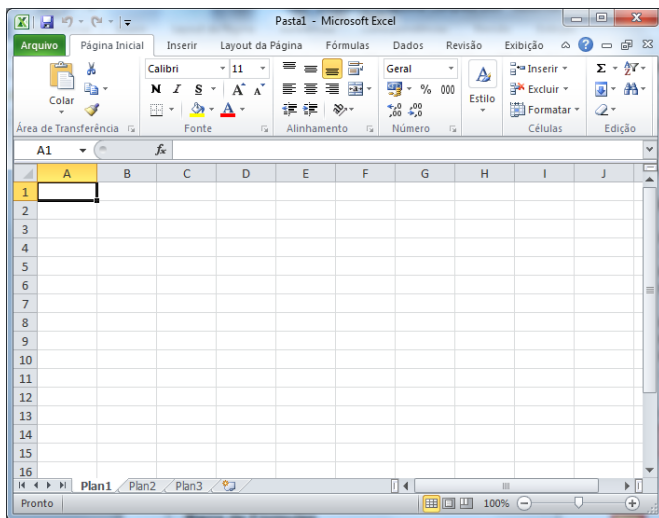 Pasta1 - Microsoft Excel
Arquivo Página Inicial Inserir Layout da Página Fórmulas Dados Revisão Exibição
Calibri 11 Geral Inserir Σ
Colar N I S A A A % 000 Estilo Excluir
Formatar
Área de Transferência Fonte Alinhamento Número Células Edição
A1 fx
A B C D E F G H I J
1
2
3
4
5
6
7
8
9
10
11
12
13
14
15
16
Plan1 Plan2 Plan3
Pronto 100%